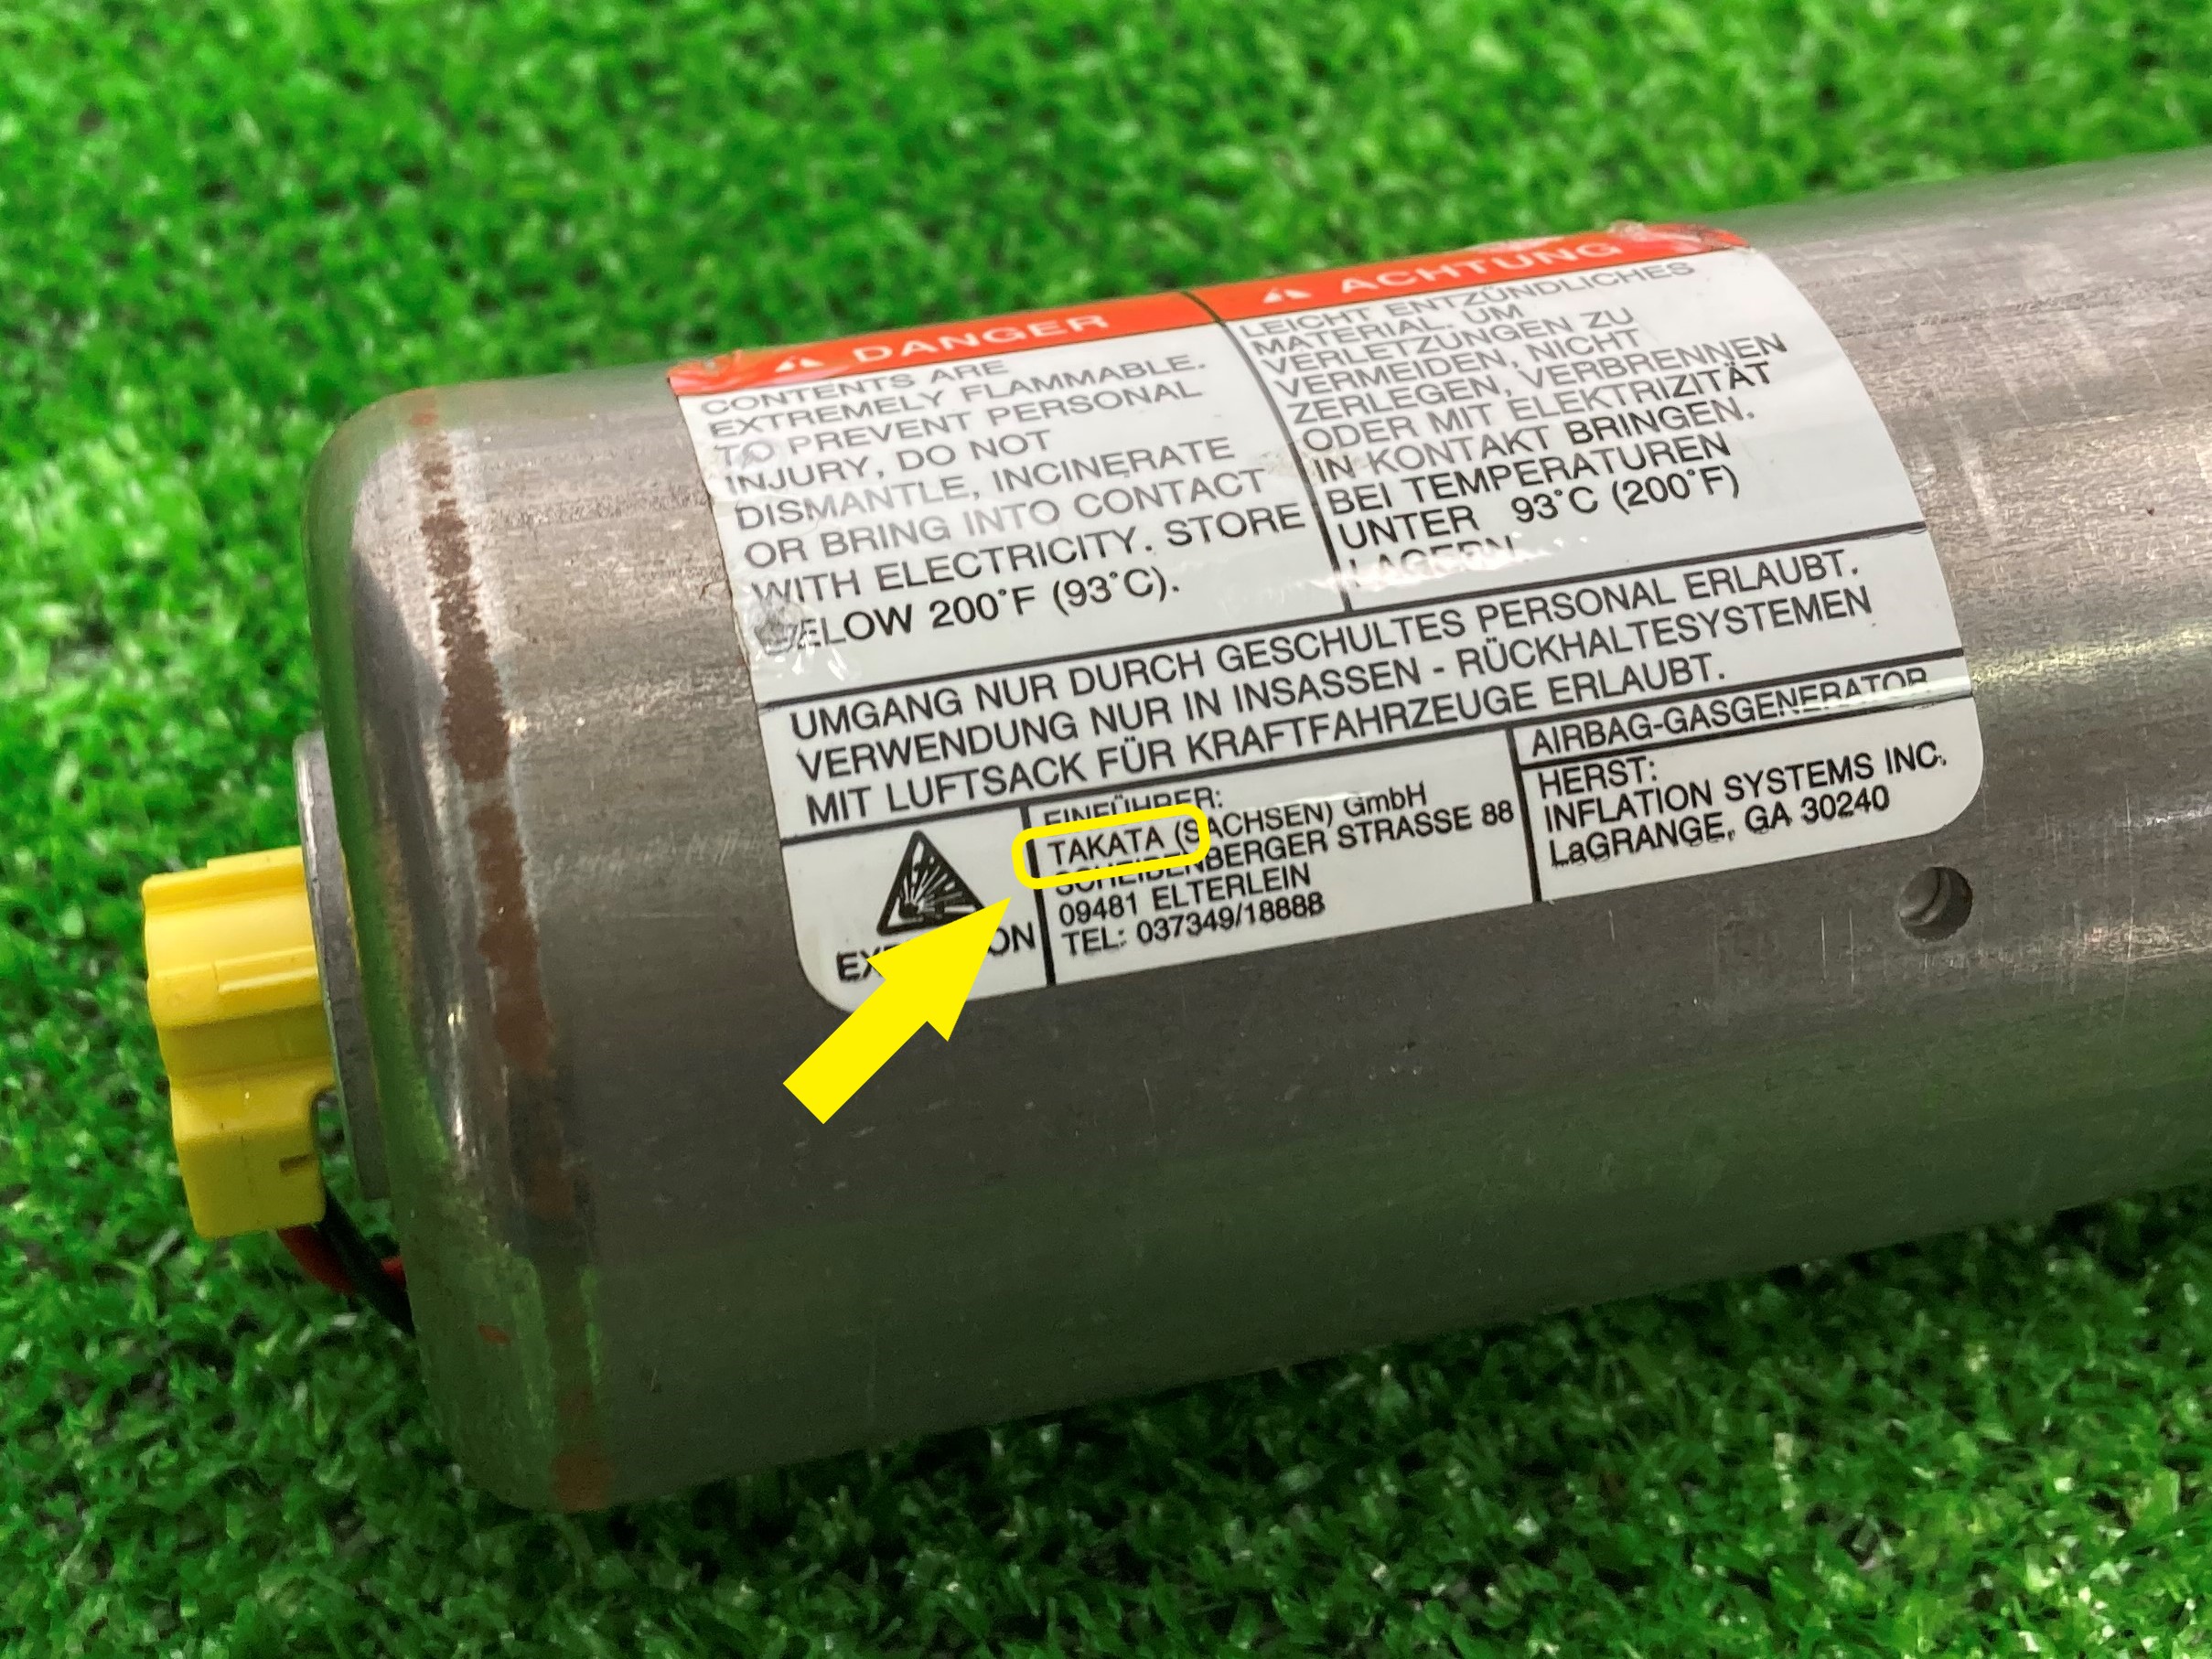 DANGER
CONTENTS ARE
EXTREMELY FLAMMABLE.
TO PREVENT PERSONAL
INJURY, DO NOT
DISMANTLE, INCINERATE
OR BRING INTO CONTACT
WITH ELECTRICITY. STORE
ELOW 200°F (93°C).
ACHTUNG
LEICHT ENTZÜNDLICHES
MATERIAL. UM
VERLETZUNGEN ZU
VERMEIDEN, NICHT
ZERLEGEN, VERBRENNEN
ODER MIT ELEKTRIZITÄT
IN KONTAKT BRINGEN.
BEI TEMPERATUREN
UNTER 93°C (200°F)
LAGERN
UMGANG NUR DURCH GESCHULTES PERSONAL ERLAUBT.
VERWENDUNG NUR IN INSASSEN - RÜCKHALTESYSTEMEN
MIT LUFTSACK FÜR KRAFTFAHRZEUGE ERLAUBT.
EINFÜHRER:
TAKATA (SACHSEN) GmbH
SCHEIBENBERGER STRASSE 88
09481 ELTERLEIN
TEL: 037349/18888
AIRBAG-GASGENERATOR
HERST:
INFLATION SYSTEMS INC.
LaGRANGE, GA 30240